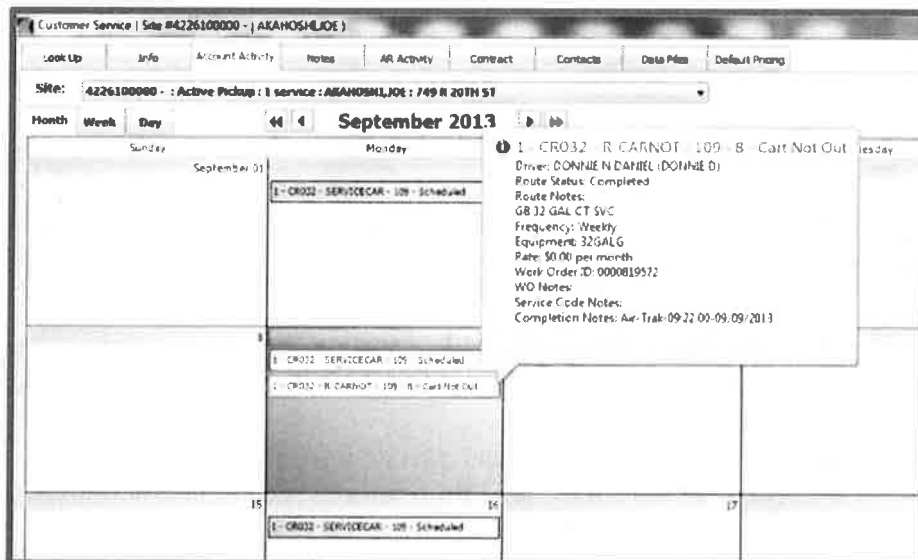 Customer Service | Site #4226100000 - ( AKAHOSHI,JOE )
Look Up Info Account Activity Notes AR Activity Contract Contacts Data Files Default Pricing
Site: 4226100000 - : Active Pickup : 1 service : AKAHOSHI,JOE : 749 N 20TH ST
Month Week Day September 2013
Sunday Monday
September 01
1 - CR032 - SERVICECAR - 109 - Scheduled
1 - CR032 - R CARNOT - 109 - 8 - Cart Not Out
Driver: DONNIE N DANIEL (DONNIE D)
Route Status: Completed
Route Notes:
GB 32 GAL CT SVC
Frequency: Weekly
Equipment: 32GALG
Rate: $0.00 per month
Work Order ID: 0000819572
WO Notes:
Service Code Notes:
Completion Notes: Air-Trak-09:22:00-09/09/2013
8
1 - CR032 - SERVICECAR - 109 - Scheduled
1 - CR032 - R CARNOT - 109 - 8 - Cart Not Out
15 16 17
1 - CR032 - SERVICECAR - 109 - Scheduled